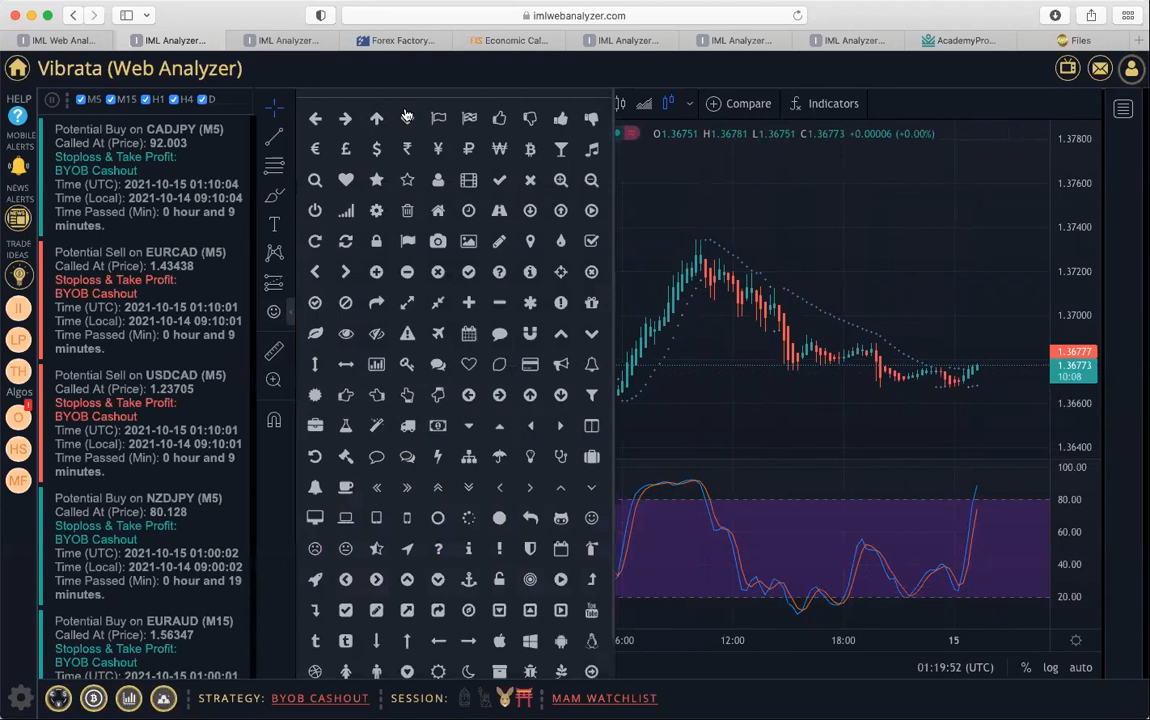 imlwebanalyzer.com
IML Web Anal...
IML Analyzer...
IML Analyzer...
Forex Factory...
FXS Economic Cal...
IML Analyzer...
IML Analyzer...
IML Analyzer...
AcademyPro...
Files
Vibrata (Web Analyzer)
HELP
MOBILE
ALERTS
NEWS
ALERTS
TRADE
IDEAS
II
LP
TH
Algos
O
HS
MF
M5 M15 H1 H4 D
Potential Buy on CADJPY (M5)
Called At (Price): 92.003
Stoploss & Take Profit:
BYOB Cashout
Time (UTC): 2021-10-15 01:10:04
Time (Local): 2021-10-14 09:10:04
Time Passed (Min): 0 hour and 9
minutes.
Potential Sell on EURCAD (M5)
Called At (Price): 1.43438
Stoploss & Take Profit:
BYOB Cashout
Time (UTC): 2021-10-15 01:10:01
Time (Local): 2021-10-14 09:10:01
Time Passed (Min): 0 hour and 9
minutes.
Potential Sell on USDCAD (M5)
Called At (Price): 1.23705
Stoploss & Take Profit:
BYOB Cashout
Time (UTC): 2021-10-15 01:10:01
Time (Local): 2021-10-14 09:10:01
Time Passed (Min): 0 hour and 9
minutes.
Potential Buy on NZDJPY (M5)
Called At (Price): 80.128
Stoploss & Take Profit:
BYOB Cashout
Time (UTC): 2021-10-15 01:00:02
Time (Local): 2021-10-14 09:00:02
Time Passed (Min): 0 hour and 19
minutes.
Potential Buy on EURAUD (M15)
Called At (Price): 1.56347
Stoploss & Take Profit:
BYOB Cashout
Compare
Indicators
O1.36751 H1.36781 L1.36751 C1.36773 +0.00006 (+0.00%)
1.37800
1.37600
1.37400
1.37200
1.37000
1.36777
1.36773
10:08
1.36600
1.36400
100.00
80.00
60.00
40.00
20.00
6:00 12:00 18:00 15
01:19:52 (UTC) % log auto
STRATEGY: BYOB CASHOUT SESSION: MAM WATCHLIST